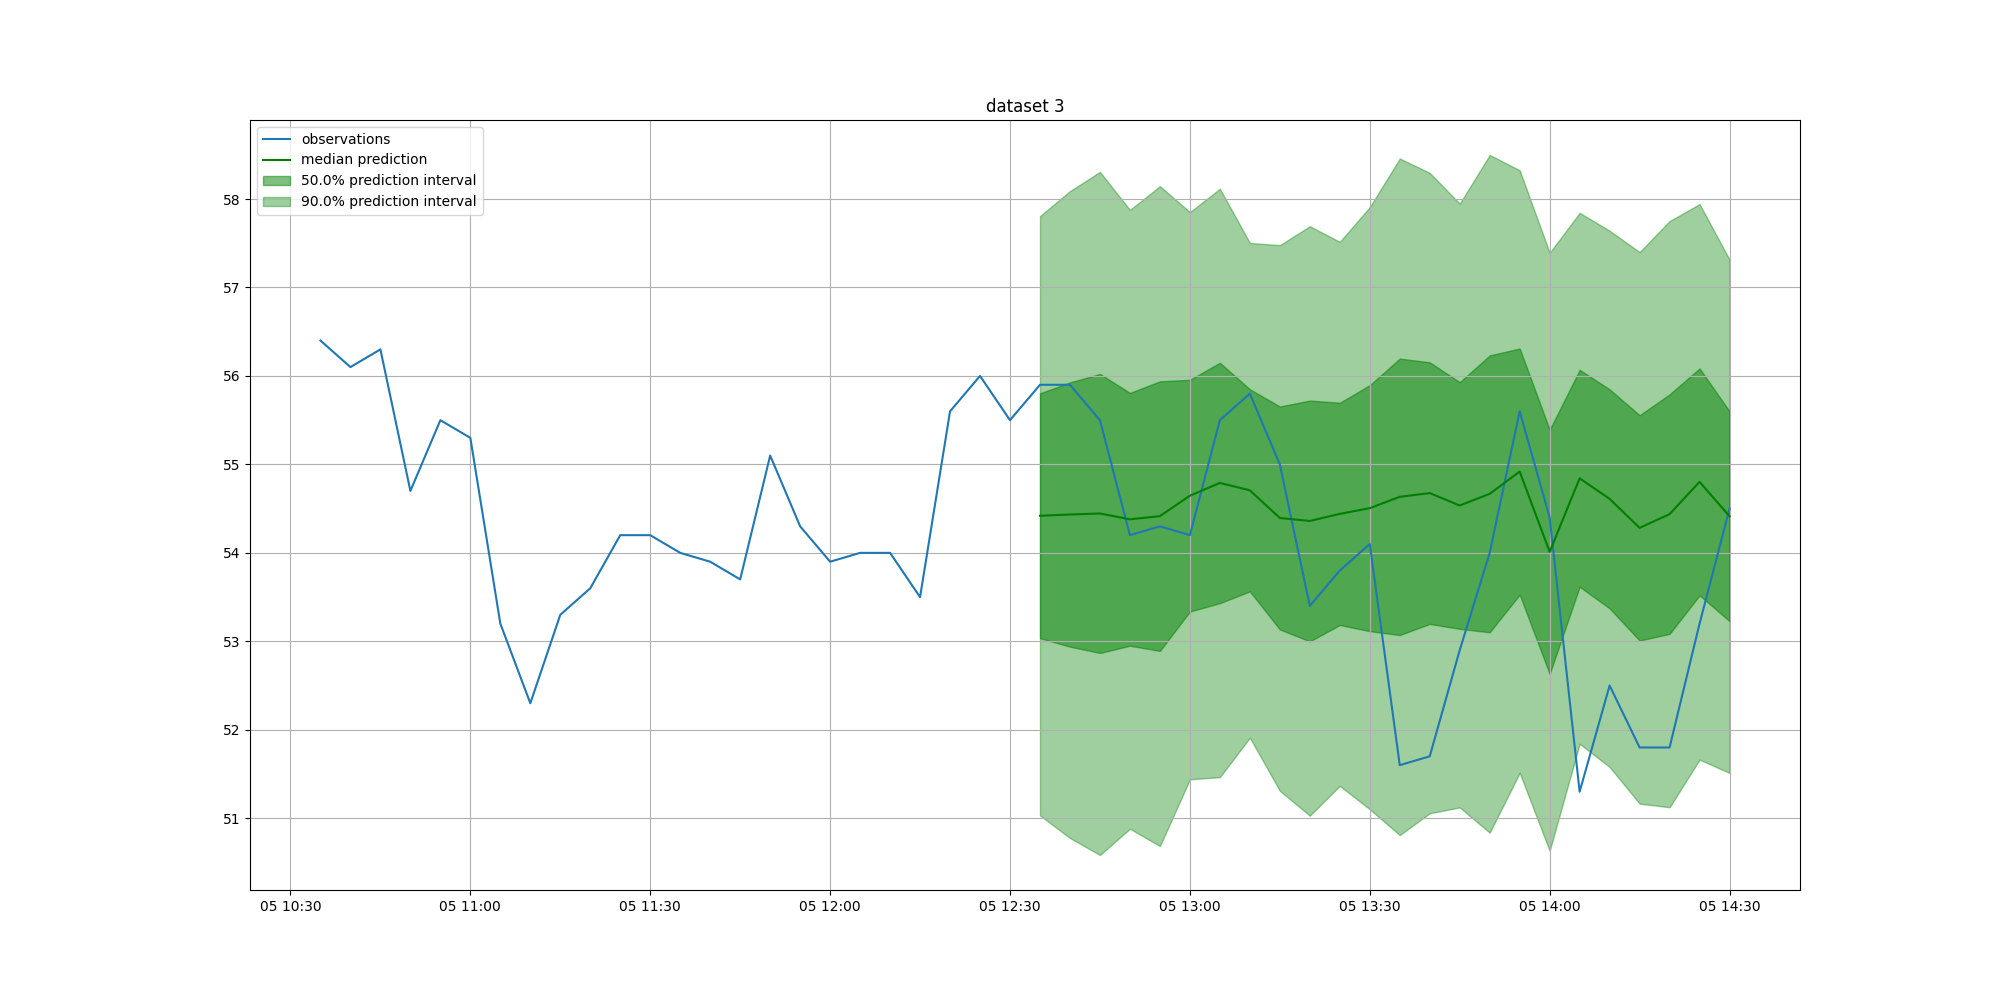 dataset 3
observations
median prediction
50.0% prediction interval
90.0% prediction interval
58
57
56
55
54
53
52
51
05 10:30 05 11:00 05 11:30 05 12:00 05 12:30 05 13:00 05 13:30 05 14:00 05 14:30